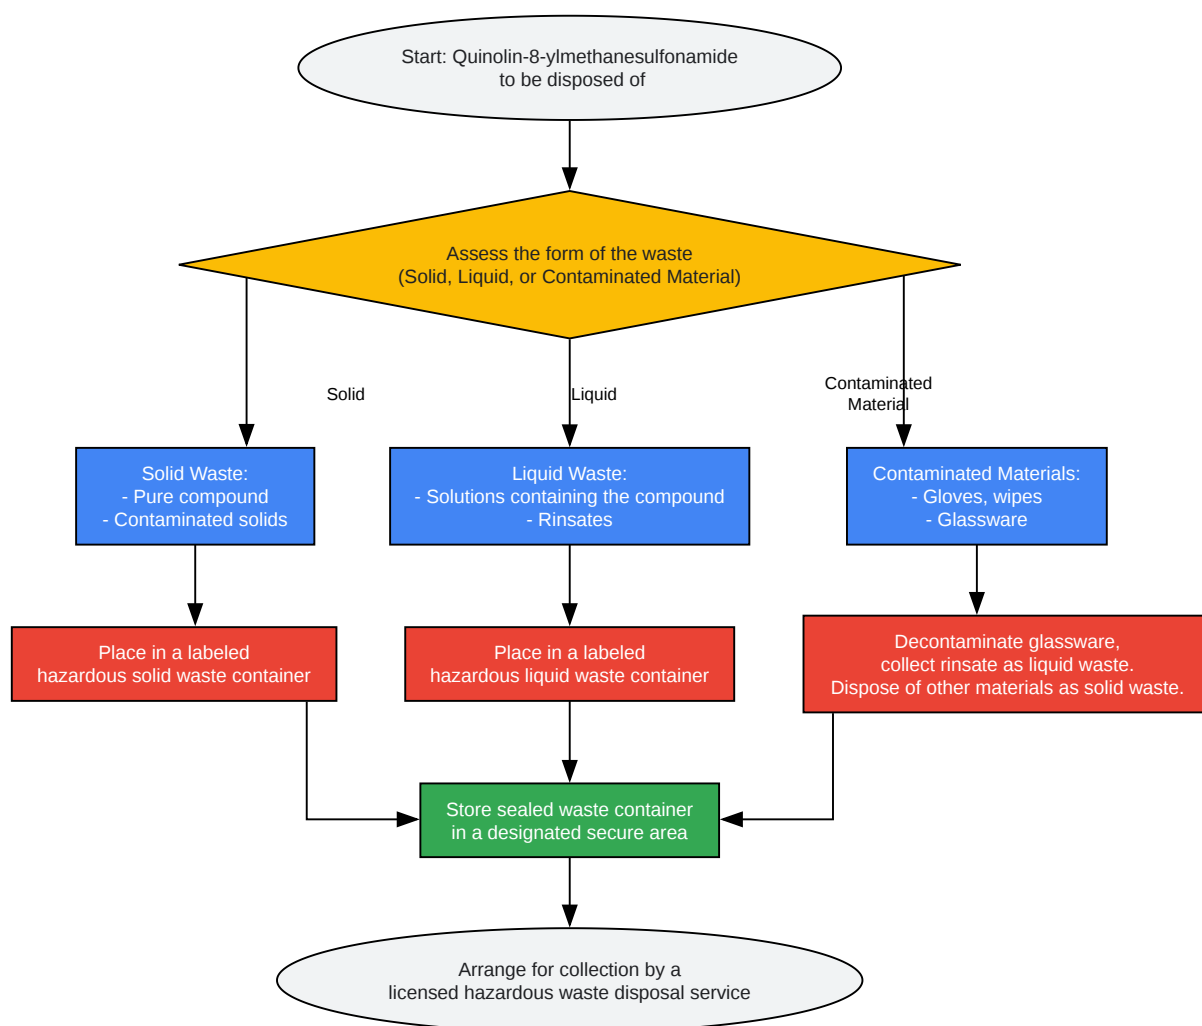 Start: Quinolin-8-ylmethanesulfonamide
to be disposed of
Assess the form of the waste
(Solid, Liquid, or Contaminated Material)
Solid
Liquid
Contaminated
Material
Solid Waste:
- Pure compound
- Contaminated solids
Liquid Waste:
- Solutions containing the compound
- Rinsates
Contaminated Materials:
- Gloves, wipes
- Glassware
Place in a labeled
hazardous solid waste container
Place in a labeled
hazardous liquid waste container
Decontaminate glassware,
collect rinsate as liquid waste.
Dispose of other materials as solid waste.
Store sealed waste container
in a designated secure area
Arrange for collection by a
licensed hazardous waste disposal service